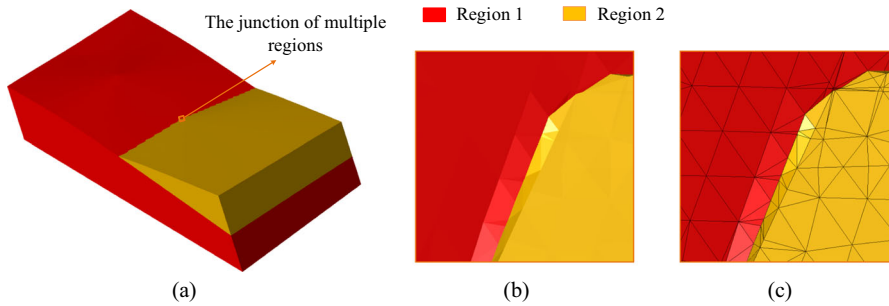 The junction of multiple
regions
Region 1
Region 2
(a)
(b)
(c)